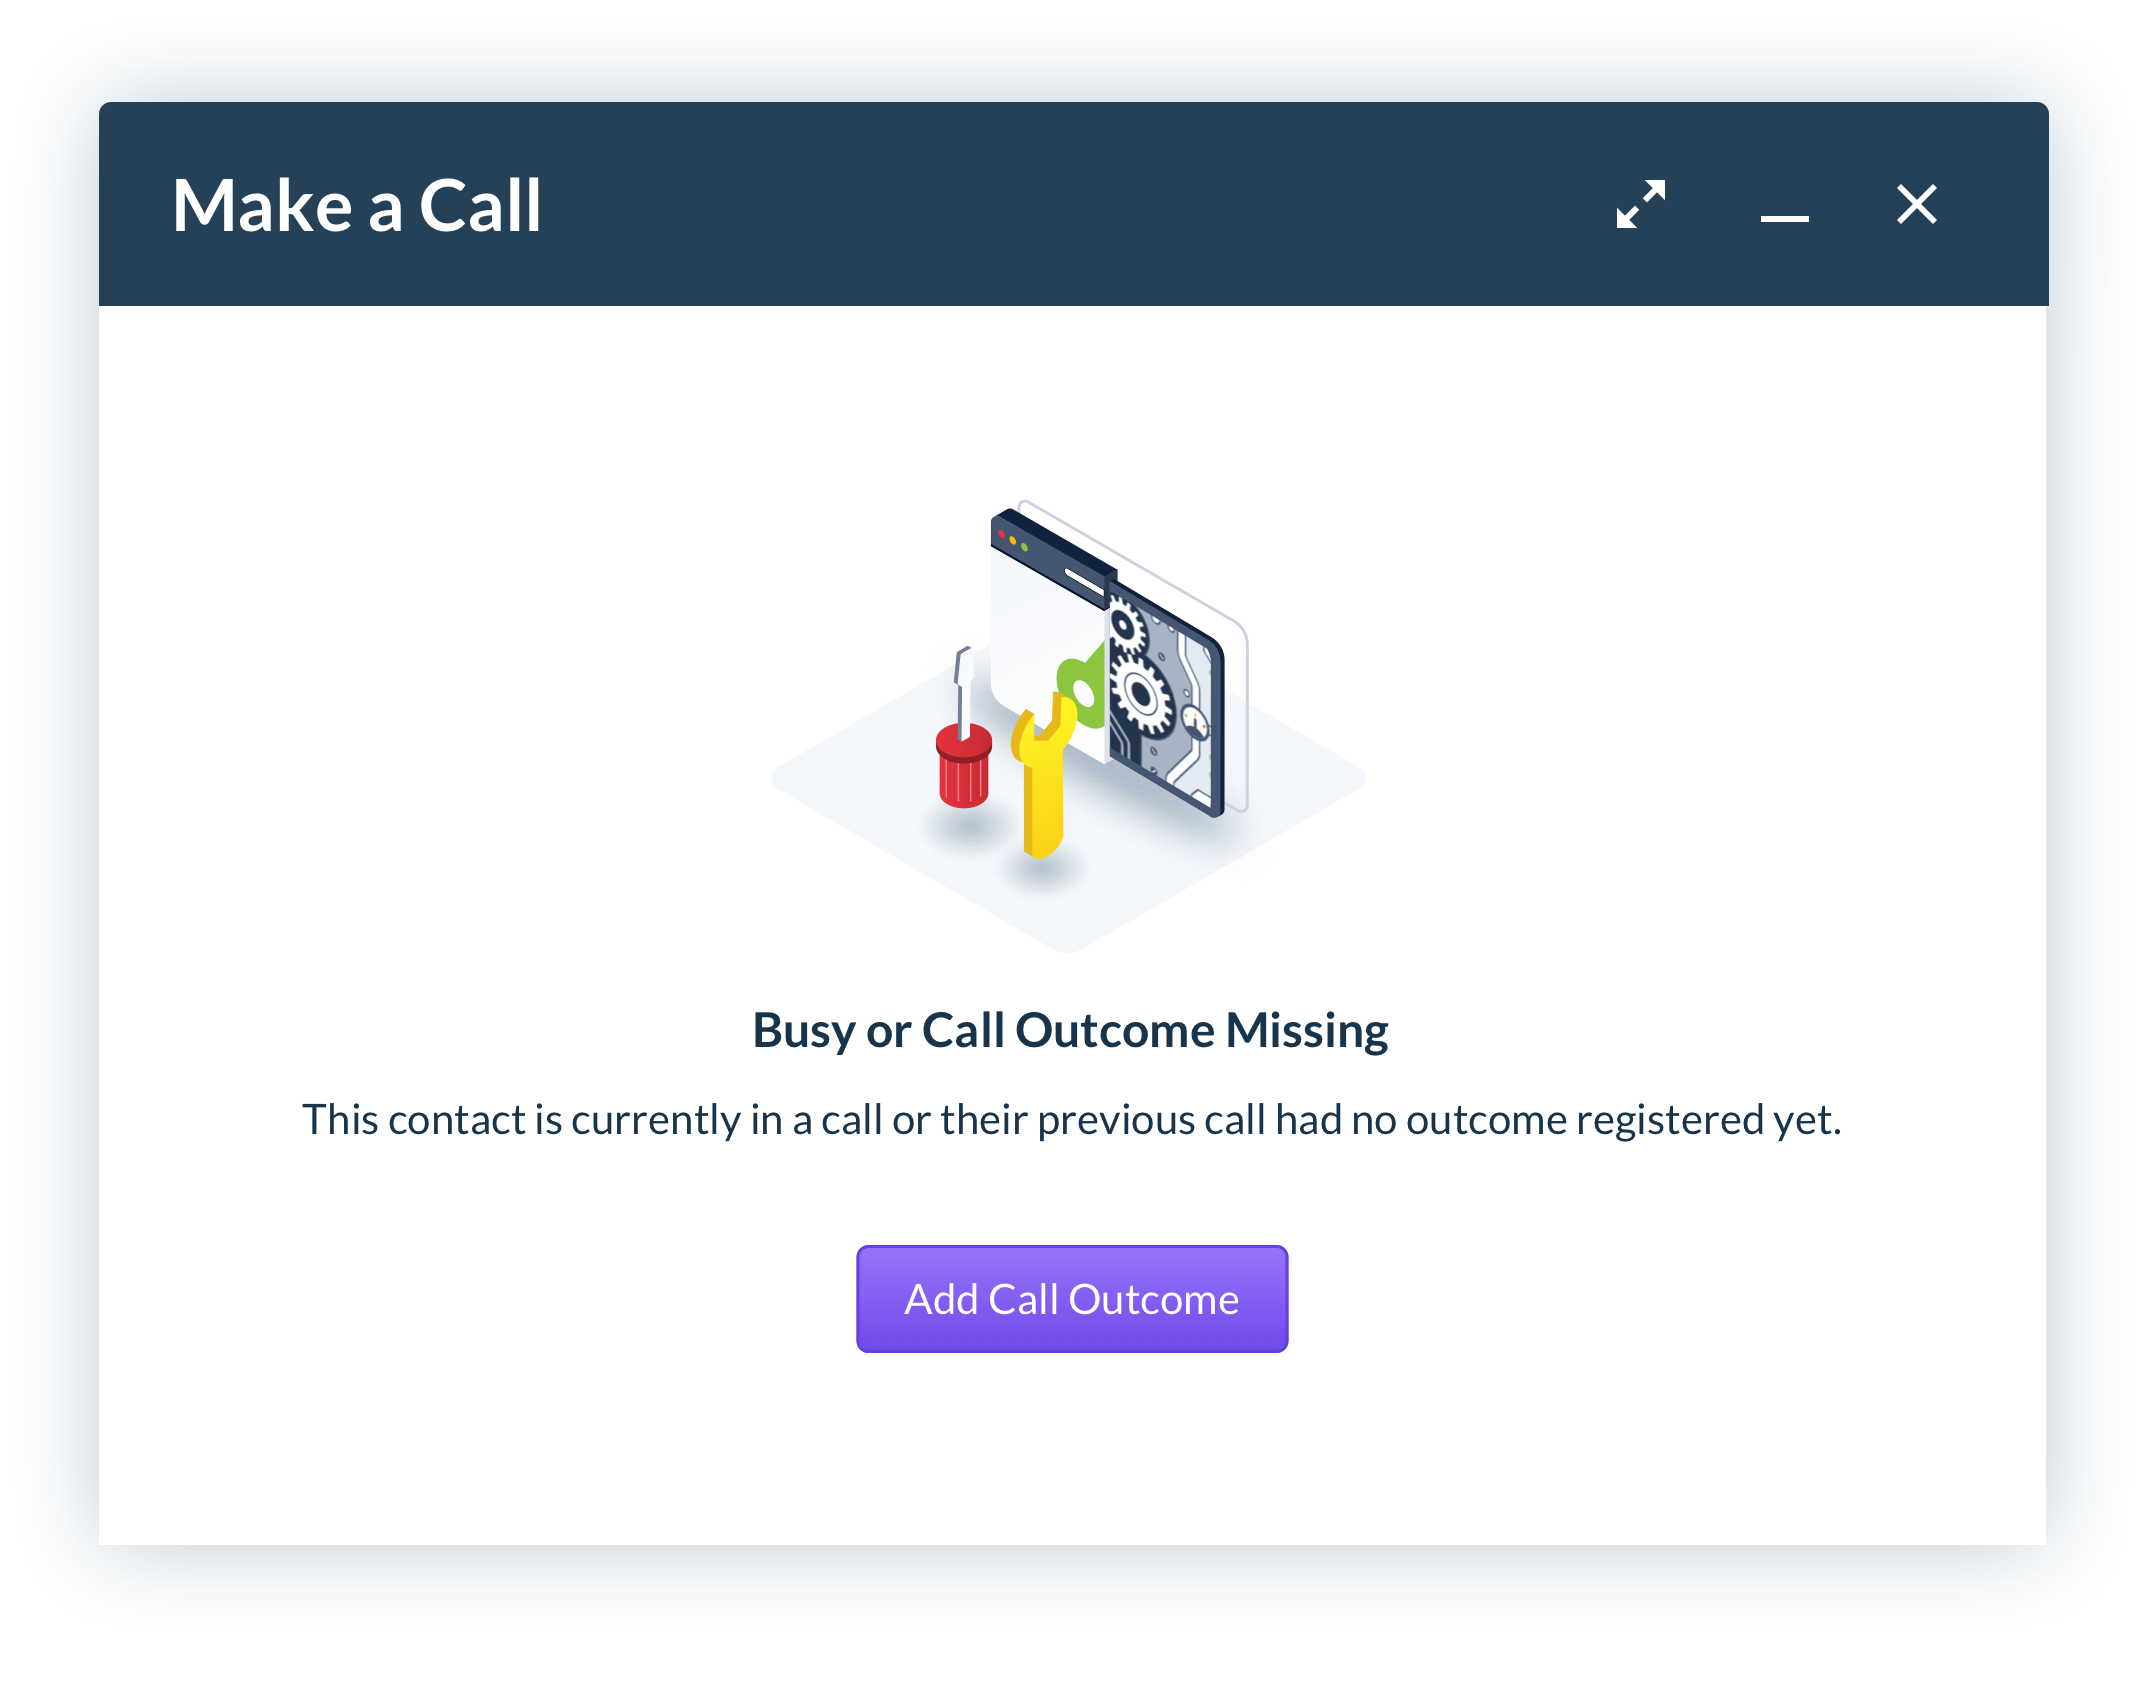 Make a Call
Busy or Call Outcome Missing
This contact is currently in a call or their previous call had no outcome registered yet.
Add Call Outcome